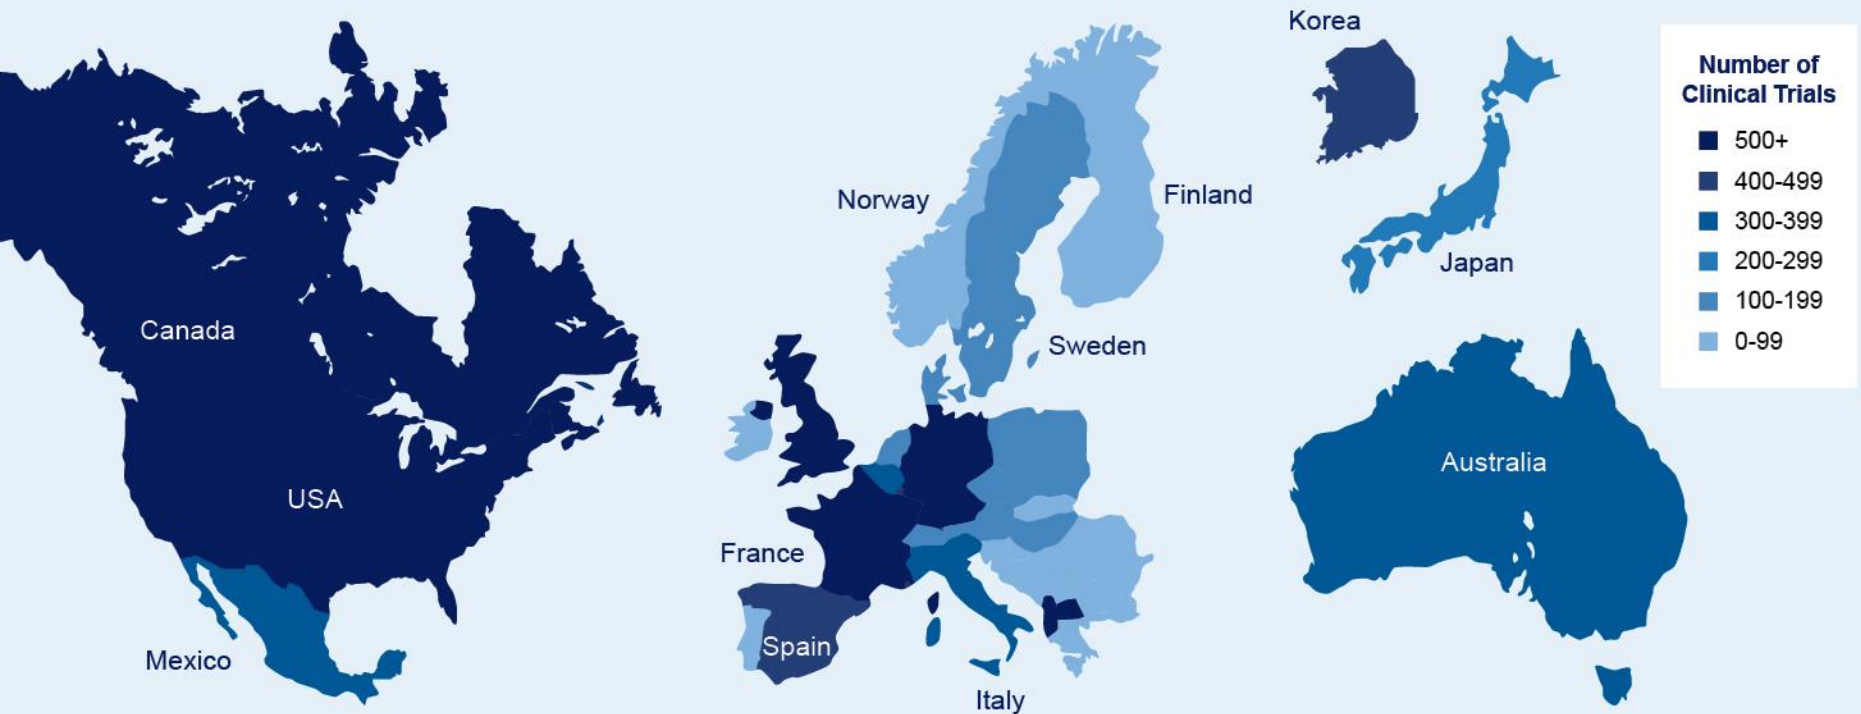 Korea
Number of
Clinical Trials
500+
400-499
300-399
200-299
100-199
0-99
Norway
Finland
Japan
Canada
Sweden
Australia
USA
France
Mexico
Spain
Italy